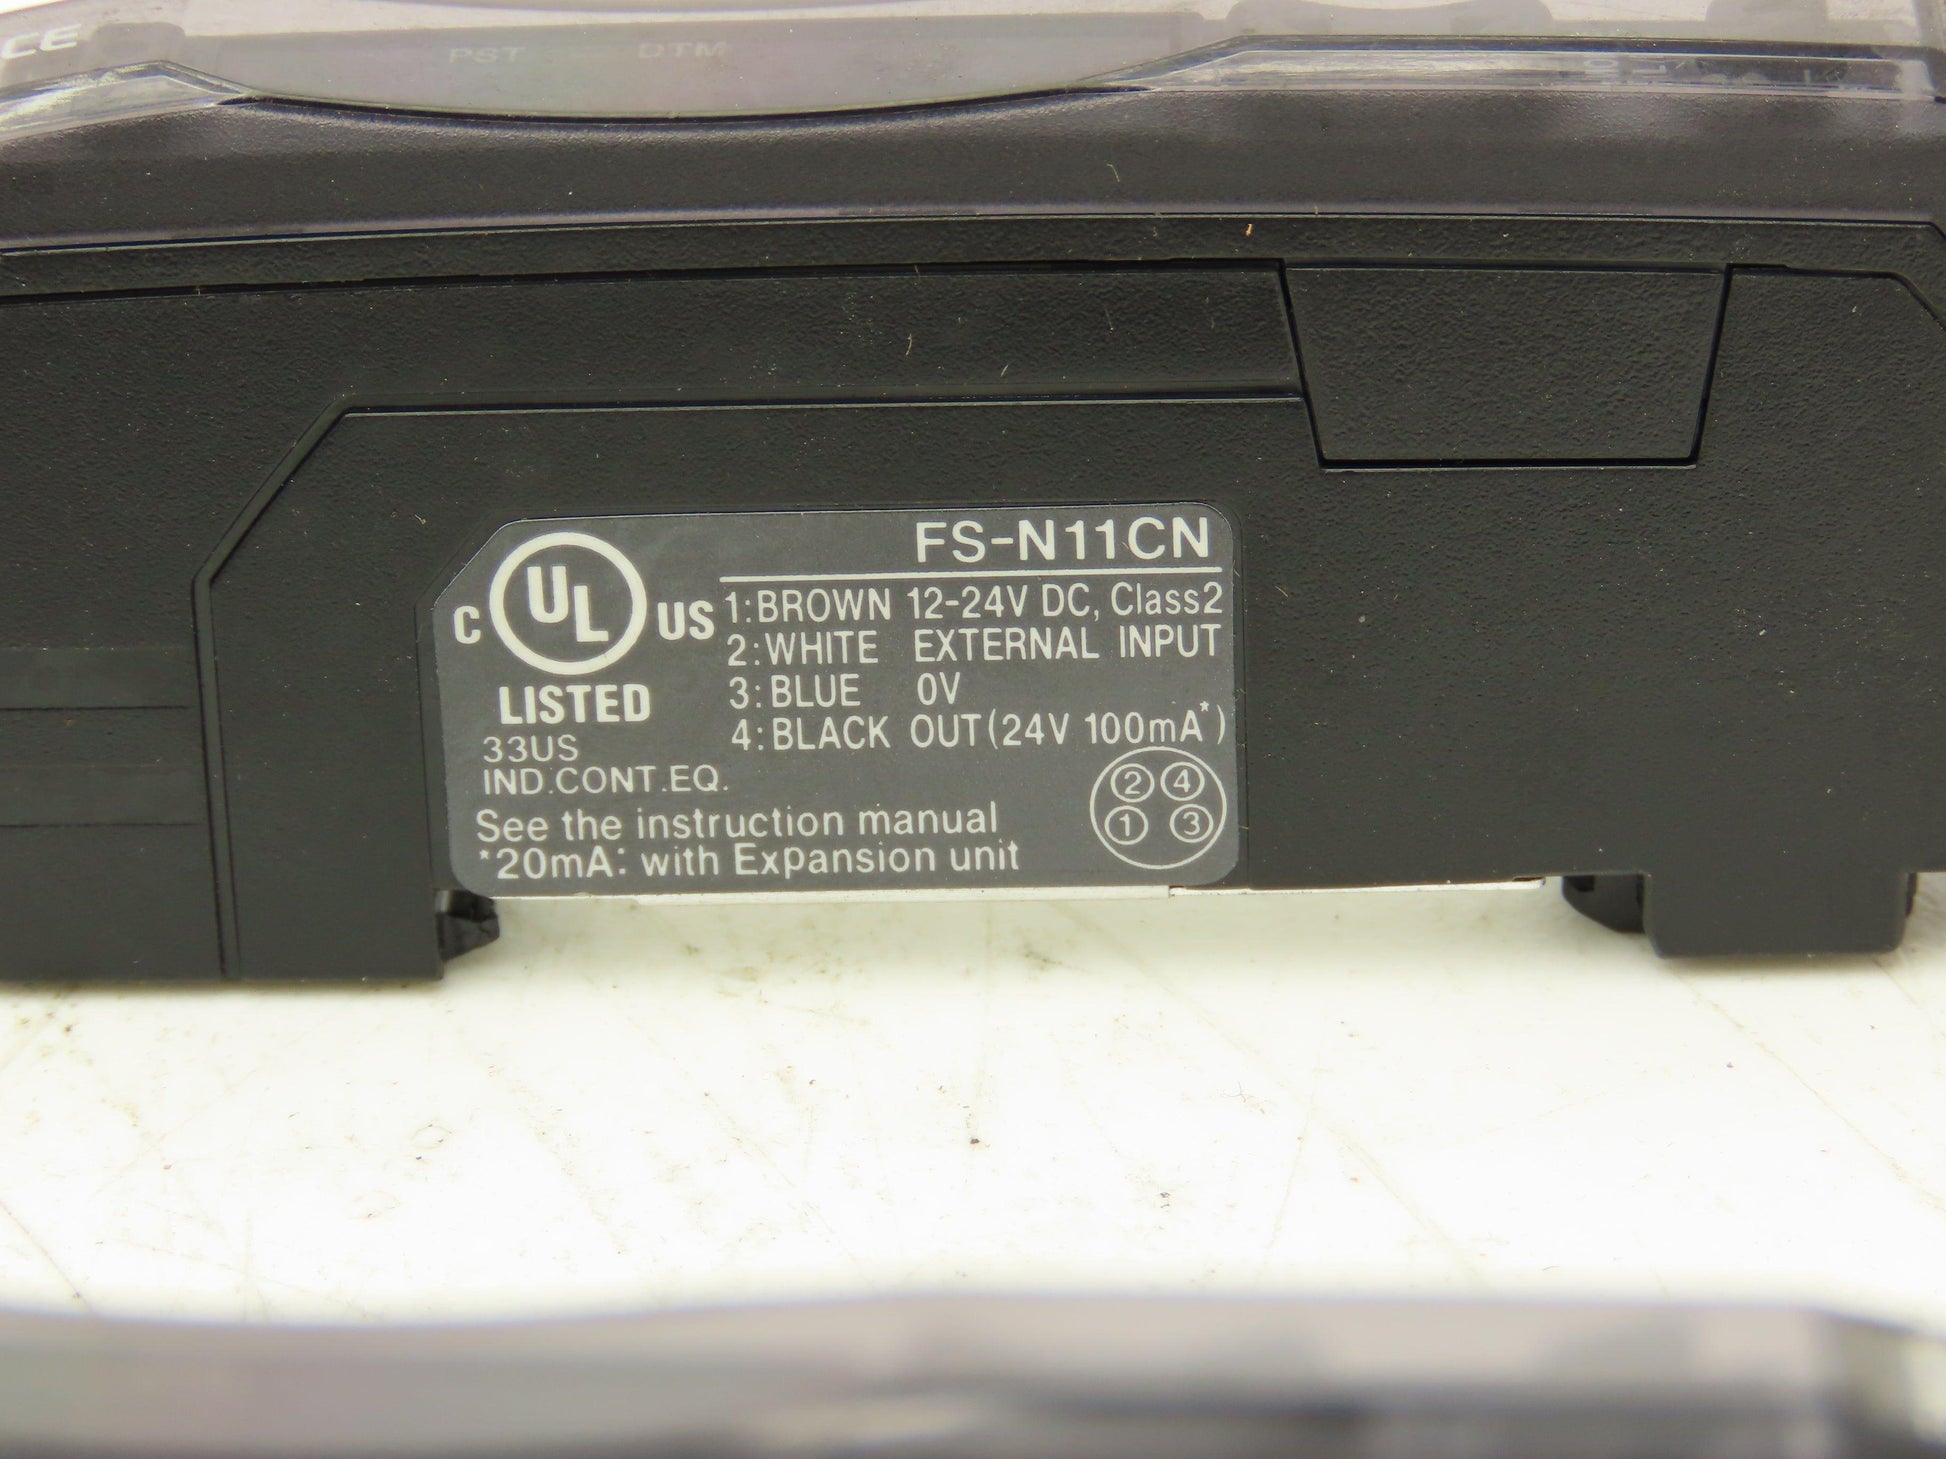 CE
PST DTM
FS-N11CN
C UL US
LISTED
33US
IND.CONT.EQ.
1:BROWN 12-24V DC, Class2
2:WHITE EXTERNAL INPUT
3:BLUE 0V
4:BLACK OUT(24V 100mA*)
2 4
1 3
See the instruction manual
*20mA: with Expansion unit